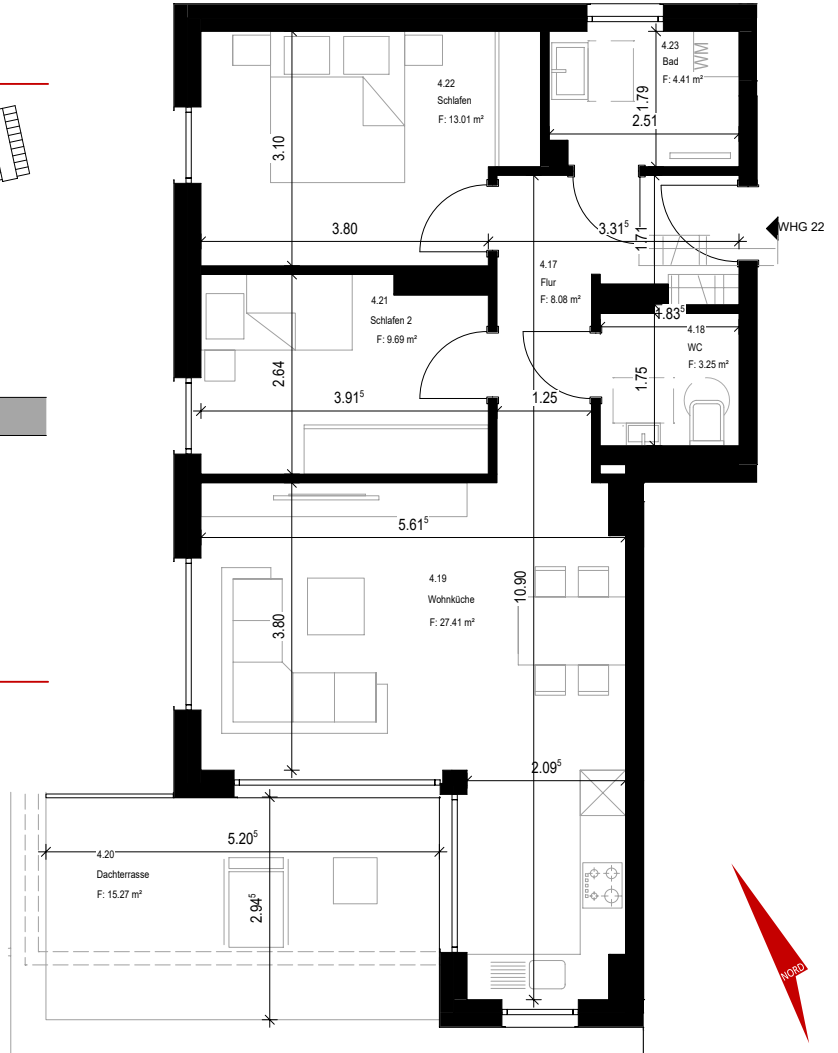 4.22
Schlafen
F: 13.01 m²
4.23
Bad
F: 4.41 m²
1.79
2.51
3.10
3.80
3.31⁵
1.71
WHG 22
4.17
Flur
F: 8.08 m²
4.21
Schlafen 2
F: 9.69 m²
1.83⁵
4.18
WC
F: 3.25 m²
2.64
3.91⁵
1.25
1.75
5.61⁵
4.19
Wohnküche
F: 27.41 m²
10.90
3.80
2.09⁵
5.20⁵
4.20
Dachterrasse
F: 15.27 m²
2.94⁵
NORD